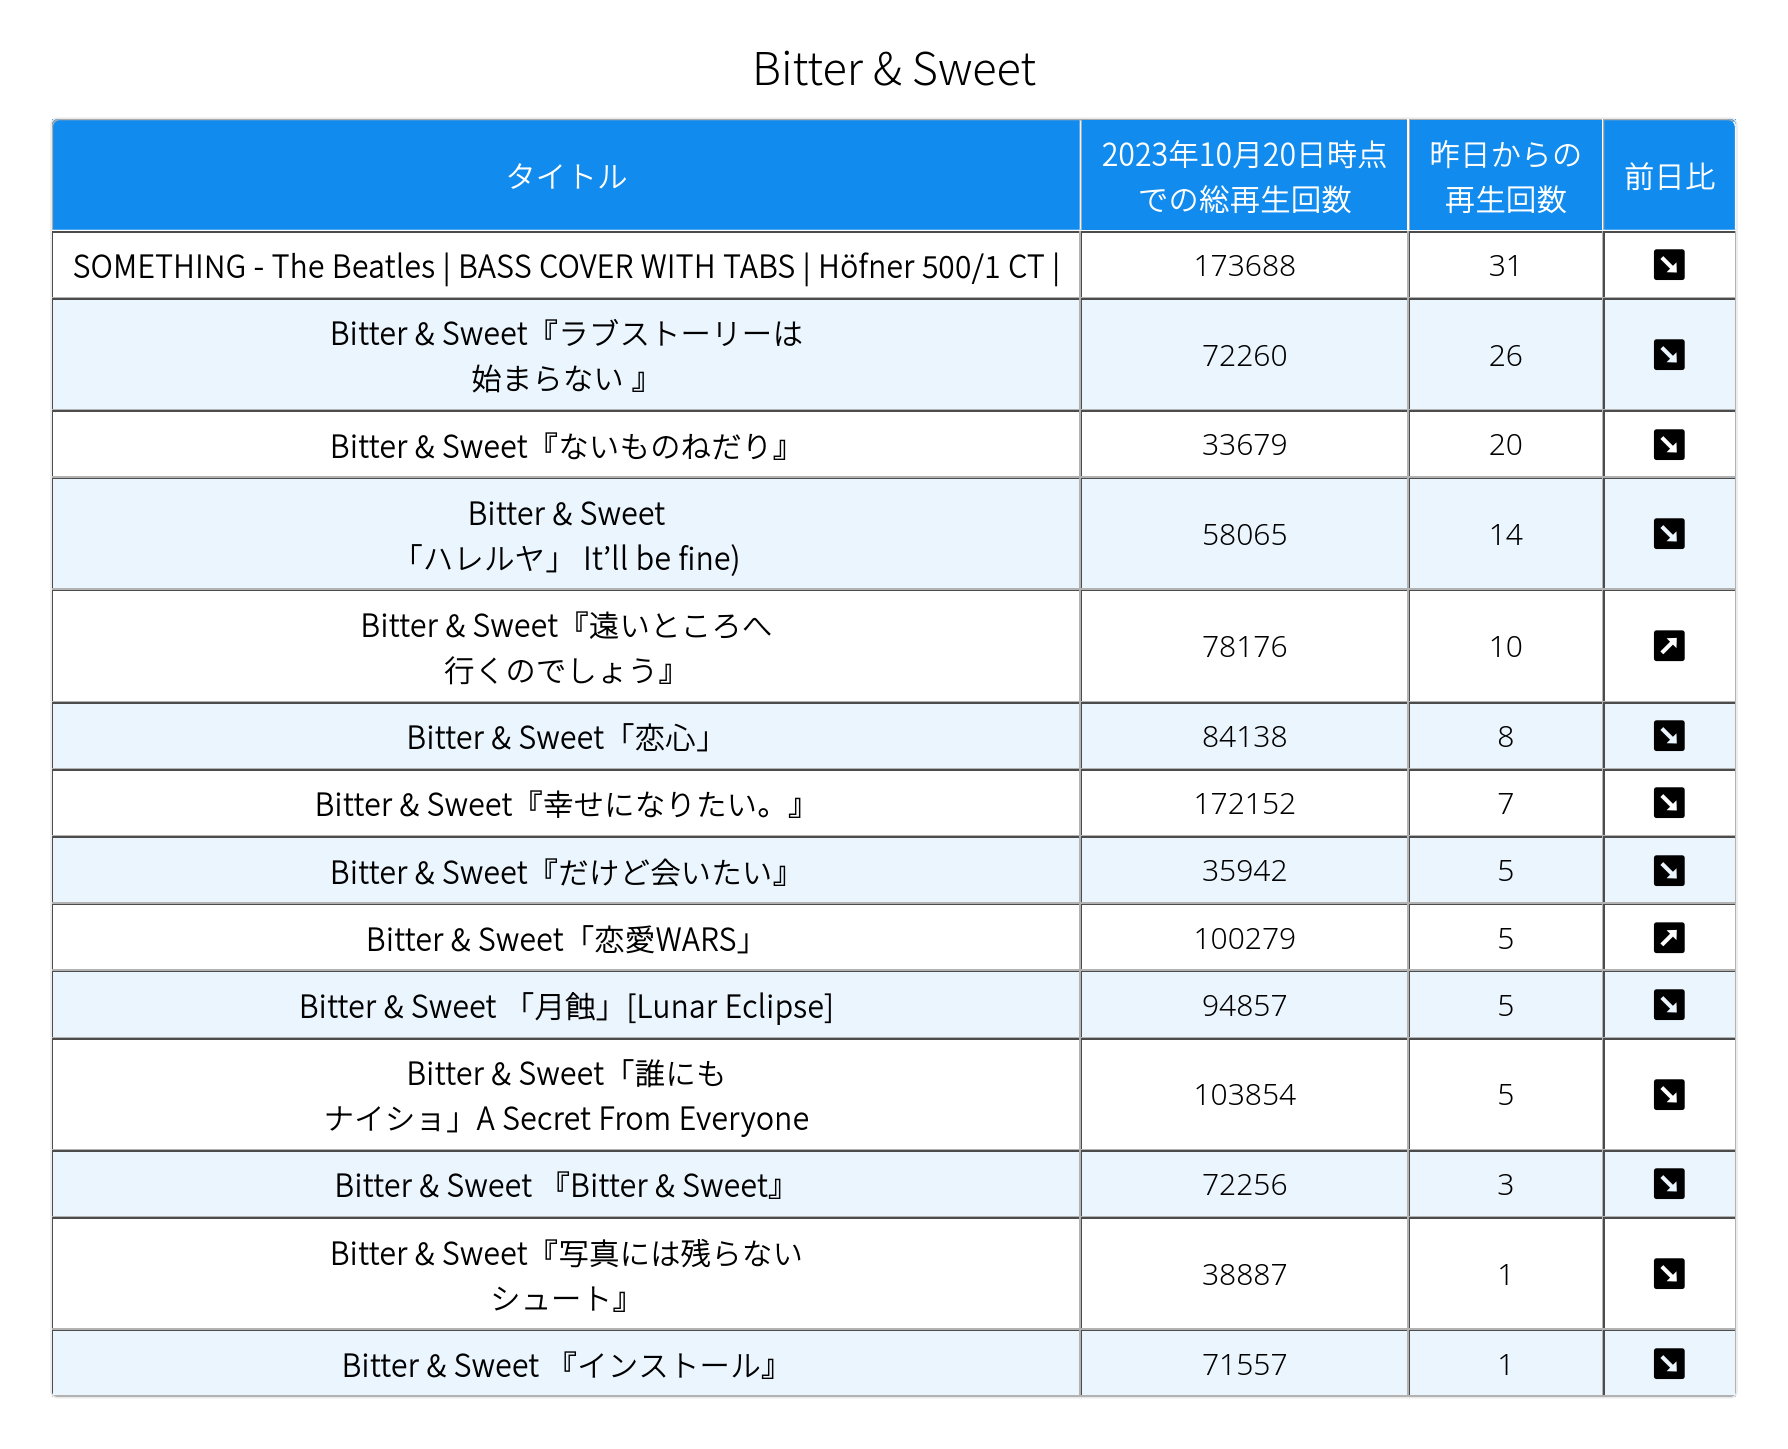 Bitter & Sweet
タイトル
2023年10月20日時点
での総再生回数
昨日からの
再生回数
前日比
SOMETHING - The Beatles | BASS COVER WITH TABS | Höfner 500/1 CT |
173688
31
↘
Bitter & Sweet『ラブストーリーは
始まらない 』
72260
26
↘
Bitter & Sweet『ないものねだり』
33679
20
↘
Bitter & Sweet
「ハレルヤ」 It’ll be fine)
58065
14
↘
Bitter & Sweet『遠いところへ
行くのでしょう』
78176
10
↗
Bitter & Sweet「恋心」
84138
8
↘
Bitter & Sweet『幸せになりたい。』
172152
7
↘
Bitter & Sweet『だけど会いたい』
35942
5
↘
Bitter & Sweet「恋愛WARS」
100279
5
↗
Bitter & Sweet 「月蝕」[Lunar Eclipse]
94857
5
↘
Bitter & Sweet「誰にも
ナイショ」A Secret From Everyone
103854
5
↘
Bitter & Sweet 『Bitter & Sweet』
72256
3
↘
Bitter & Sweet『写真には残らない
シュート』
38887
1
↘
Bitter & Sweet 『インストール』
71557
1
↘